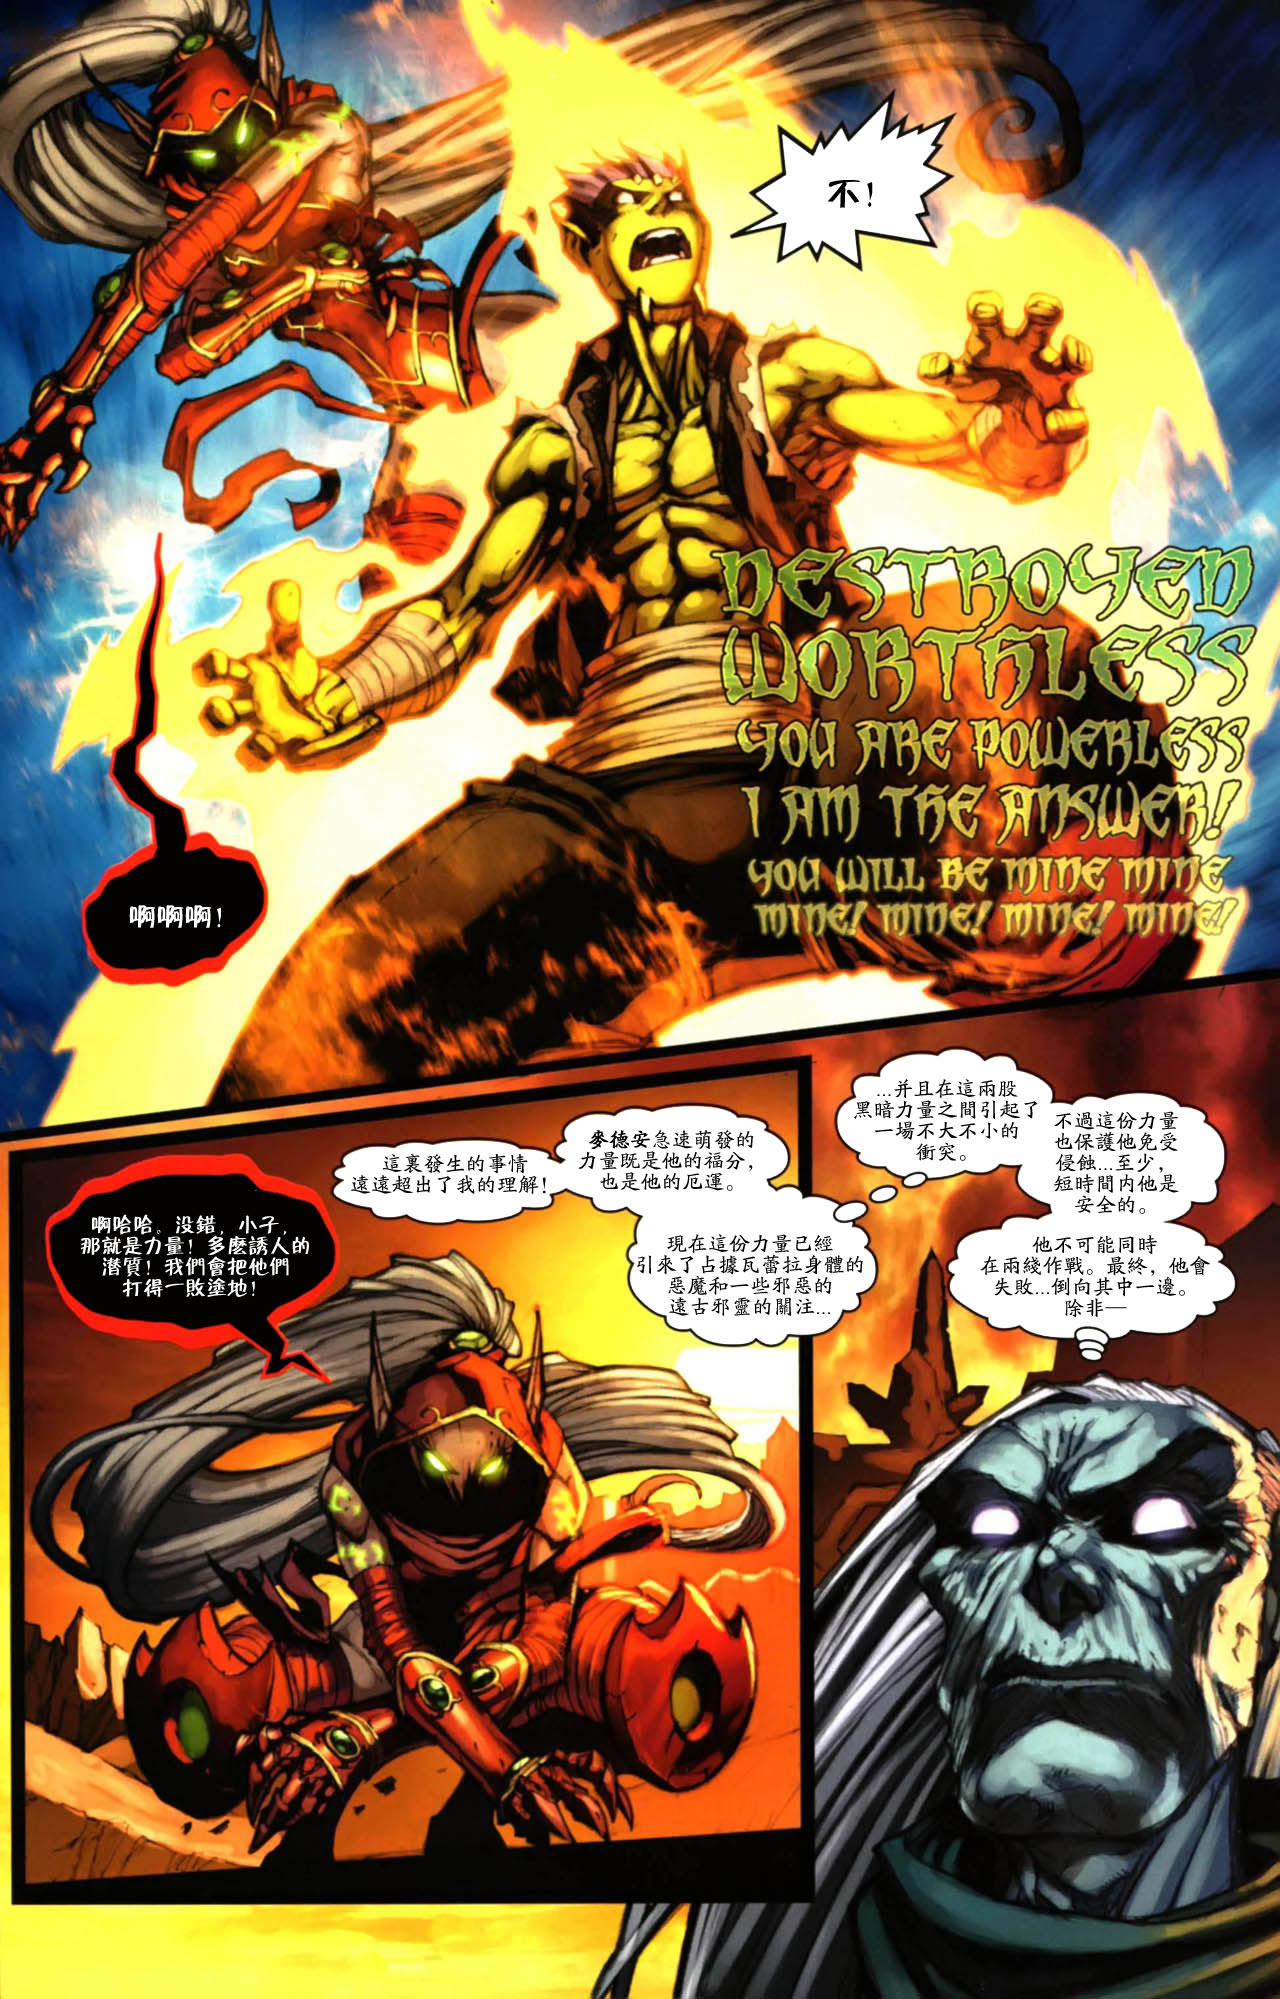 不！
DESTROYED
WORTHLESS
YOU ARE POWERLESS
I AM THE ANSWER!
YOU WILL BE MINE MINE
MINE! MINE! MINE! MINE!
啊啊啊！
啊哈哈。没錯，小子，
那就是力量！多麽誘人的
潜質！我們會把他們
打得一敗塗地！
這裏發生的事情
遠遠超出了我的理解！
麥德安急速萌發的
力量既是他的福分，
也是他的厄運。
現在這份力量已經
引來了占據瓦蕾拉身體的
惡魔和一些邪惡的
遠古邪靈的關注...
...并且在這兩股
黑暗力量之間引起了
一場不大不小的
衝突。
不過這份力量
也保護他免受
侵蝕...至少，
短時間内他是
安全的。
他不可能同時
在兩綫作戰。最終，他會
失敗...倒向其中一邊。
除非—